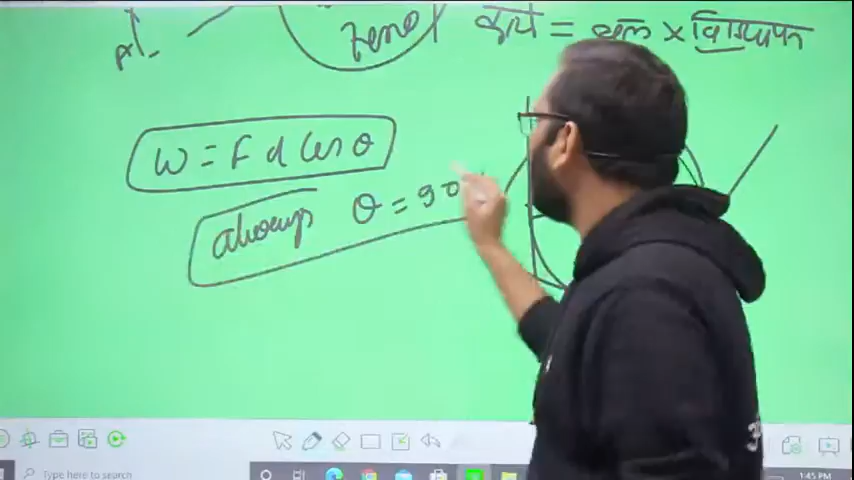 zero
कार्य = बल × विस्थापन
W = F d Cos θ
always θ = 90
Type here to search
1:45 PM